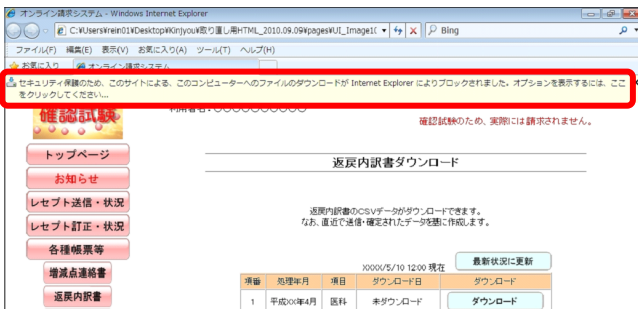 オンライン請求システム - Windows Internet Explorer
C:¥Users¥rein01¥Desktop¥Kinjyou¥取り直し用HTML_2010.09.09¥pages¥UI_Image1(
Bing
ファイル(F) 編集(E) 表示(V) お気に入り(A) ツール(T) ヘルプ(H)
お気に入り オンライン請求システム
セキュリティ保護のため、このサイトによる、このコンピューターへのファイルのダウンロードが Internet Explorer によりブロックされました。オプションを表示するには、ここ
をクリックしてください...
確認試験
確認試験のため、実際には請求されません。
トップページ
お知らせ
レセプト送信・状況
レセプト訂正・状況
各種帳票等
増減点連絡書
返戻内訳書
返戻内訳書ダウンロード
返戻内訳書のCSVデータがダウンロードできます。
なお、直近で送信・確定されたデータを基に作成します。
XXXX/5/10 12:00 現在 最新状況に更新
項番 処理年月 項目 ダウンロード日 ダウンロード
1 平成XX年4月 医科 未ダウンロード ダウンロード